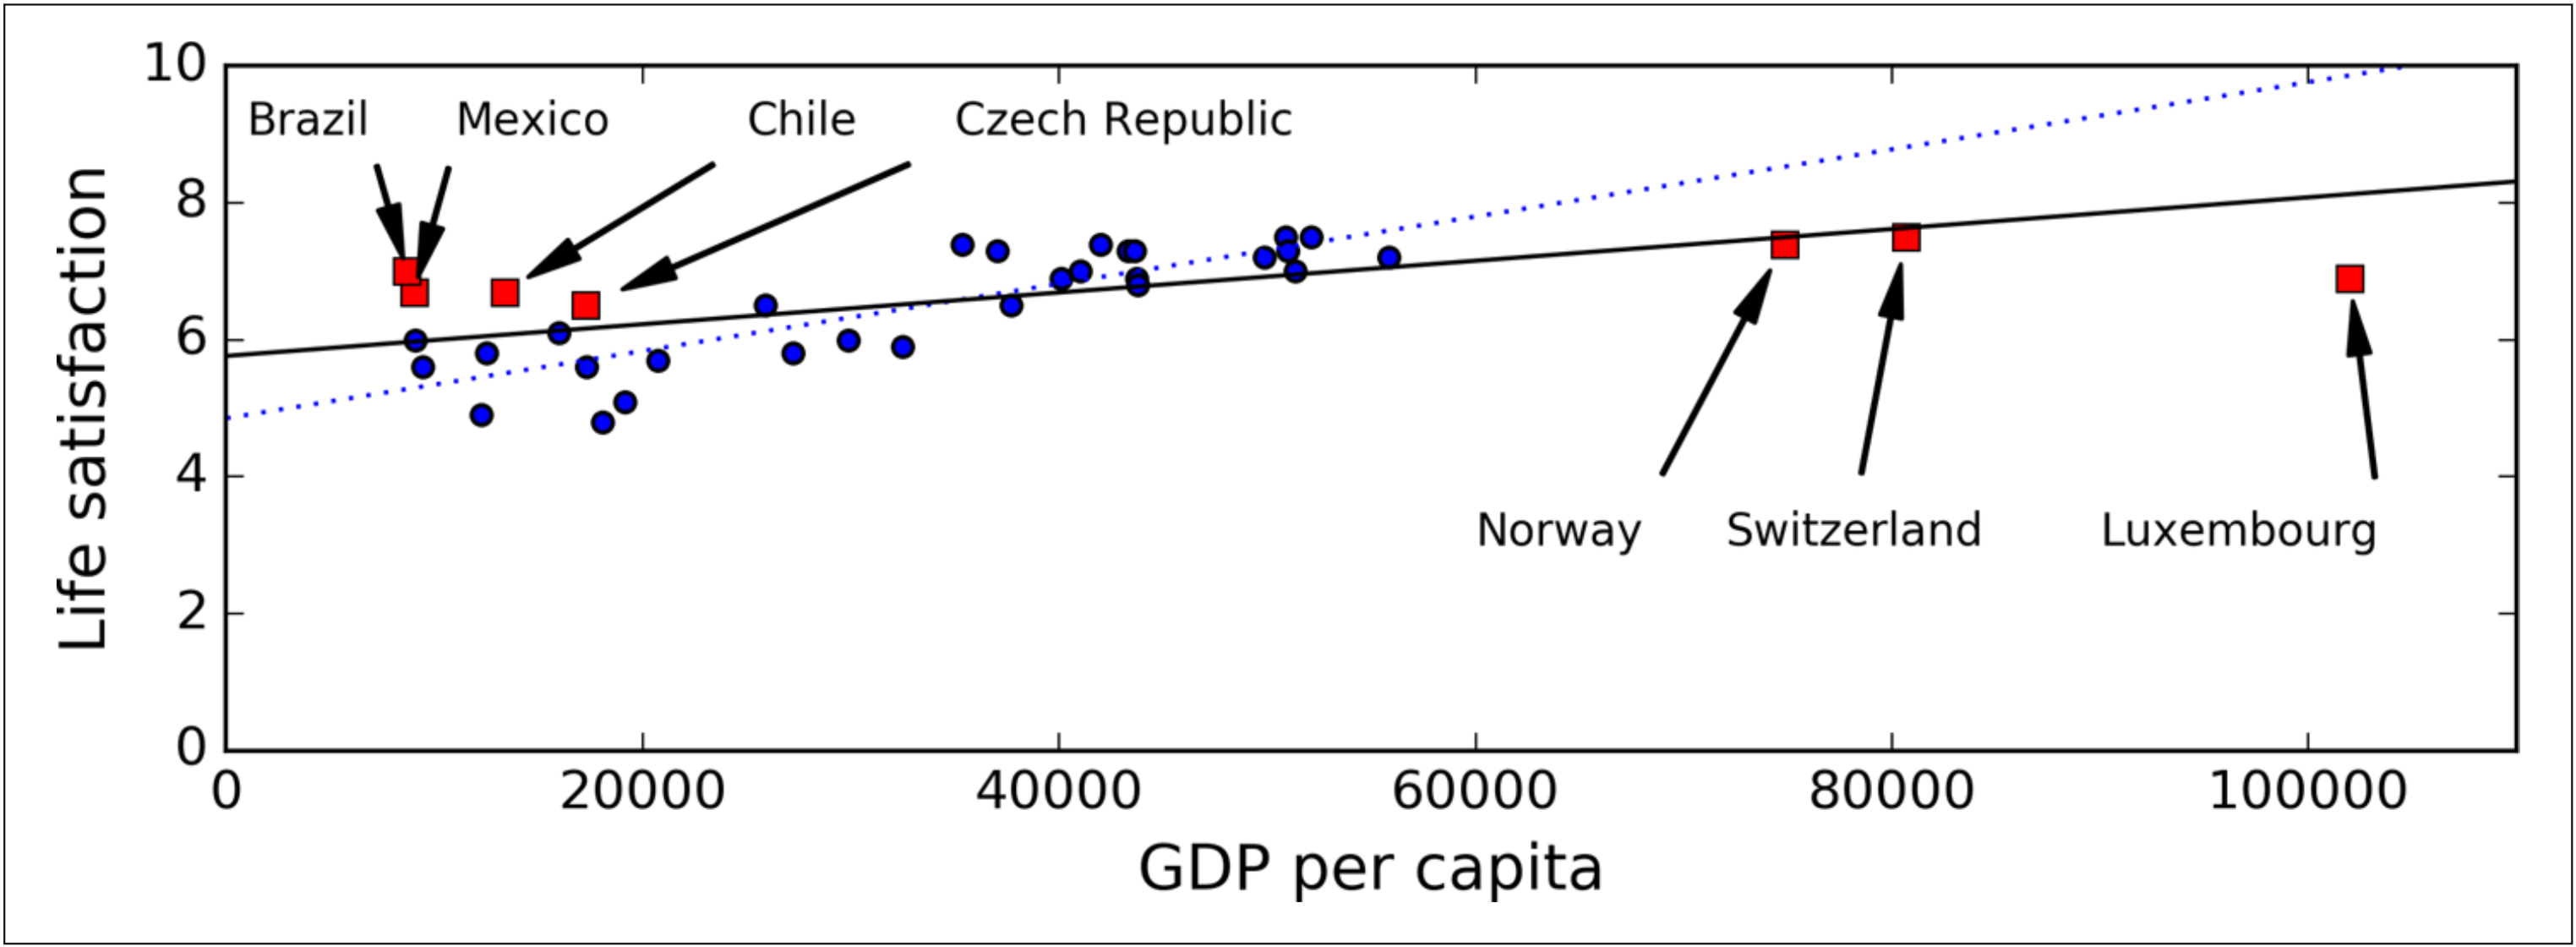 10
Brazil Mexico Chile Czech Republic
8
Life satisfaction
6
4
Norway Switzerland Luxembourg
2
0
0 20000 40000 60000 80000 100000
GDP per capita